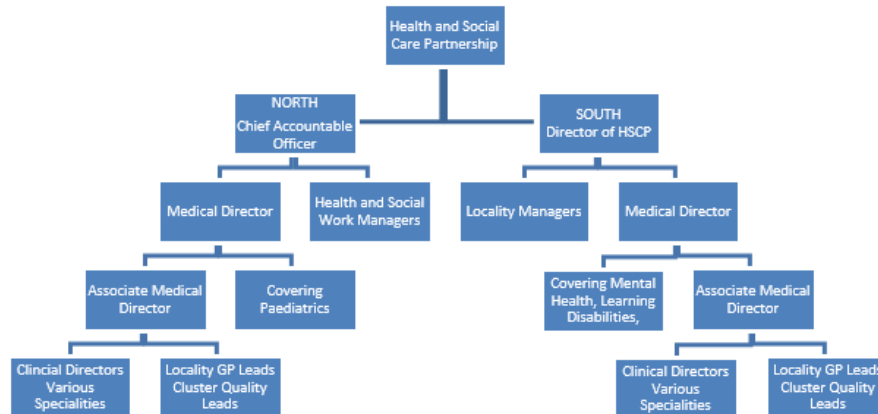 Health and Social
Care Partnership
NORTH
Chief Accountable
Officer
SOUTH
Director of HSCP
Medical Director
Health and Social
Work Managers
Locality Managers
Medical Director
Associate Medical
Director
Covering
Paediatrics
Covering Mental
Health, Learning
Disabilities,
Associate Medical
Director
Clincial Directors
Various
Specialities
Locality GP Leads
Cluster Quality
Leads
Clinical Directors
Various
Specialities
Locality GP Leads
Cluster Quality
Leads